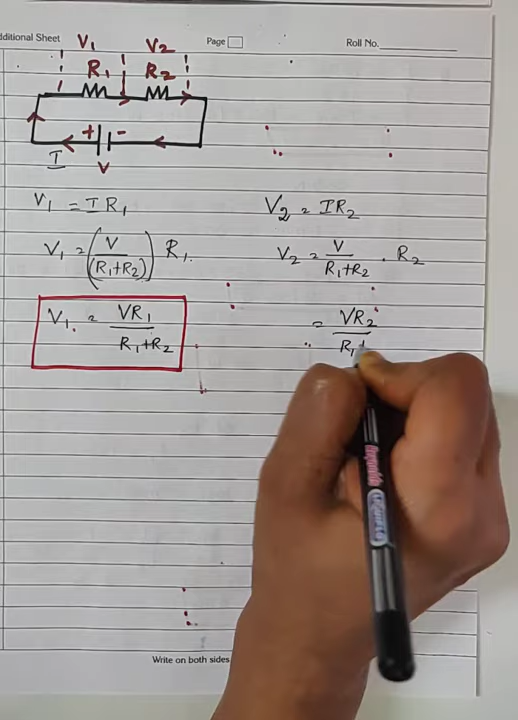 dditional Sheet Page Roll No.
V1 V2
R1 R2
+ -
I V
V1 = IR1 V2 = IR2
V1 = (V/(R1+R2)) R1. V2 = V/(R1+R2) . R2
V1. = VR1/(R1+R2) = VR2/(R1+
Reynolds
Write on both sides